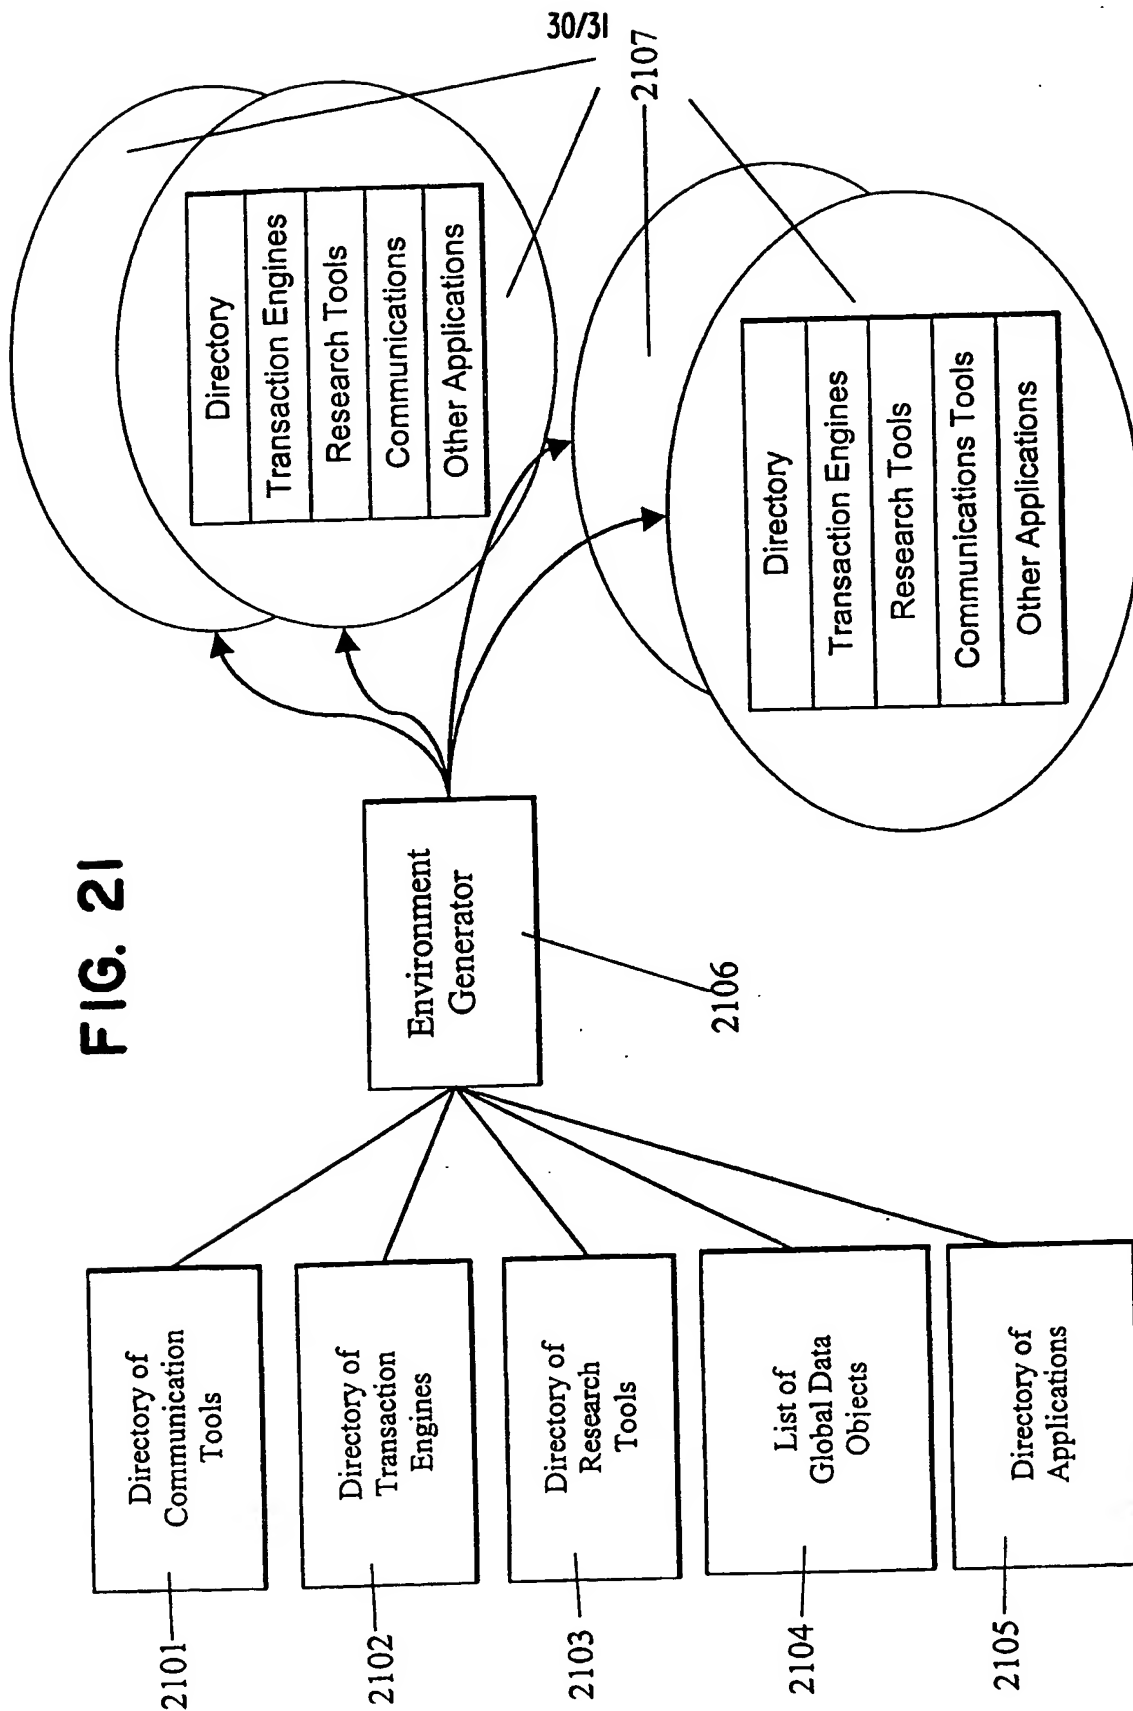 30/31
FIG. 21
2101
Directory of
Communication
Tools
2102
Directory of
Transaction
Engines
2103
Directory of
Research
Tools
2104
List of
Global Data
Objects
2105
Directory of
Applications
Environment
Generator
2106
2107
Directory
Transaction Engines
Research Tools
Communications
Other Applications
Directory
Transaction Engines
Research Tools
Communications Tools
Other Applications